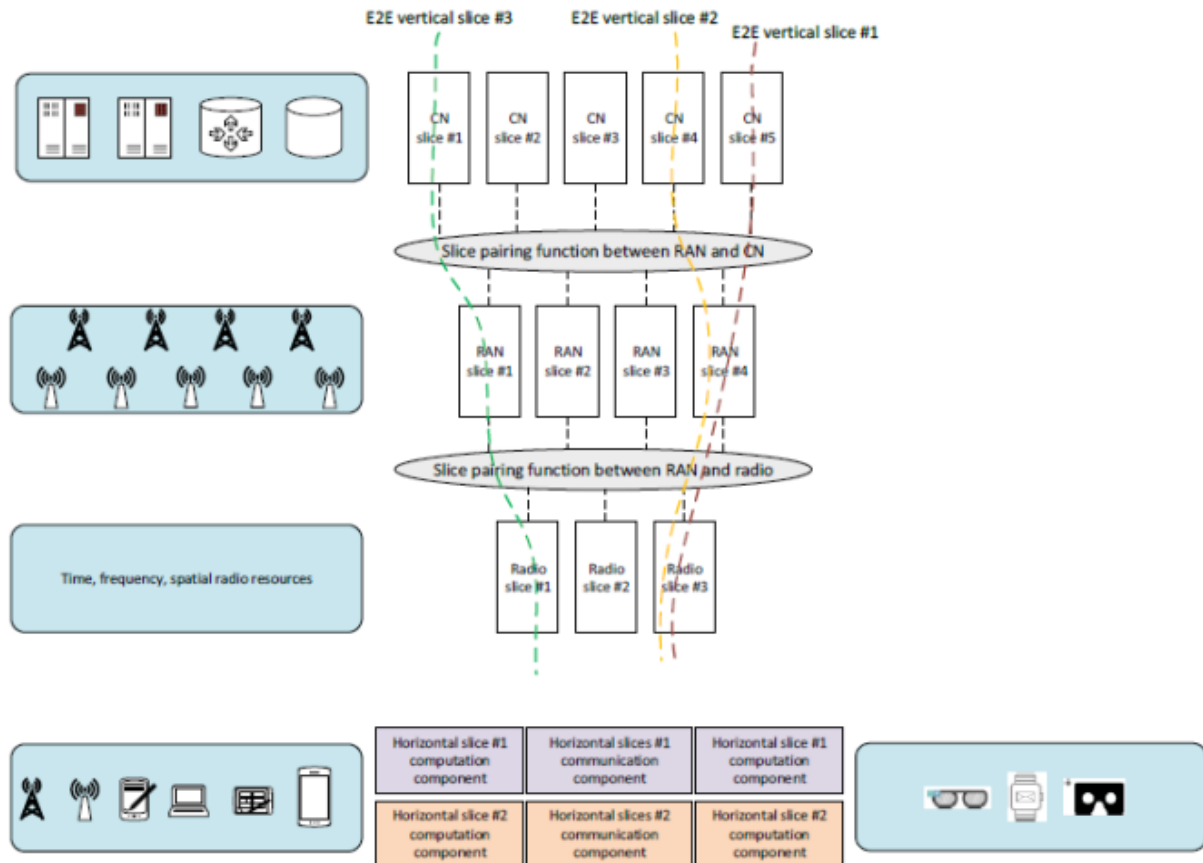 E2E vertical slice #3
E2E vertical slice #2
E2E vertical slice #1
CN
slice #1
CN
slice #2
CN
slice #3
CN
slice #4
CN
slice #5
Slice pairing function between RAN and CN
RAN
slice #1
RAN
slice #2
RAN
slice #3
RAN
slice #4
Slice pairing function between RAN and radio
Time, frequency, spatial radio resources
Radio
slice #1
Radio
slice #2
Radio
slice #3
Horizontal slice #1
computation
component
Horizontal slices #1
communication
component
Horizontal slice #1
computation
component
Horizontal slice #2
computation
component
Horizontal slices #2
communication
component
Horizontal slice #2
computation
component